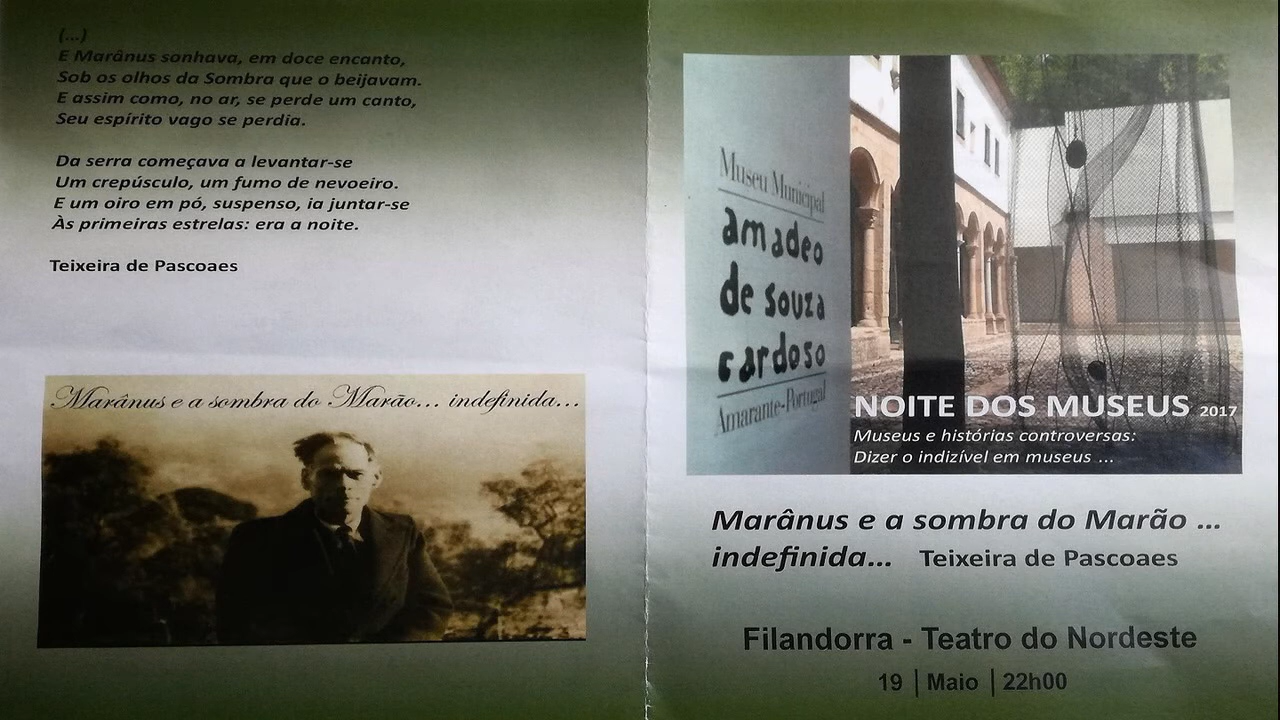 (...)
E Marânus sonhava, em doce encanto,
Sob os olhos da Sombra que o beijavam.
E assim como, no ar, se perde um canto,
Seu espírito vago se perdia.
Da serra começava a levantar-se
Um crepúsculo, um fumo de nevoeiro.
E um oiro em pó, suspenso, ia juntar-se
Às primeiras estrelas: era a noite.
Teixeira de Pascoaes
Marânus e a sombra do Marão... indefinida...
Museu Municipal
amadeo
de souza
cardoso
Amarante-Portugal
NOITE DOS MUSEUS 2017
Museus e histórias controversas:
Dizer o indizível em museus ...
Marânus e a sombra do Marão ...
indefinida... Teixeira de Pascoaes
Filandorra - Teatro do Nordeste
19 | Maio | 22h00